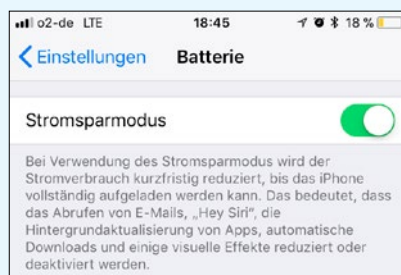 o2-de LTE 18:45 18 %
Einstellungen Batterie
Stromsparmodus
Bei Verwendung des Stromsparmodus wird der
Stromverbrauch kurzfristig reduziert, bis das iPhone
vollständig aufgeladen werden kann. Das bedeutet, dass
das Abrufen von E-Mails, „Hey Siri“, die
Hintergrundaktualisierung von Apps, automatische
Downloads und einige visuelle Effekte reduziert oder
deaktiviert werden.